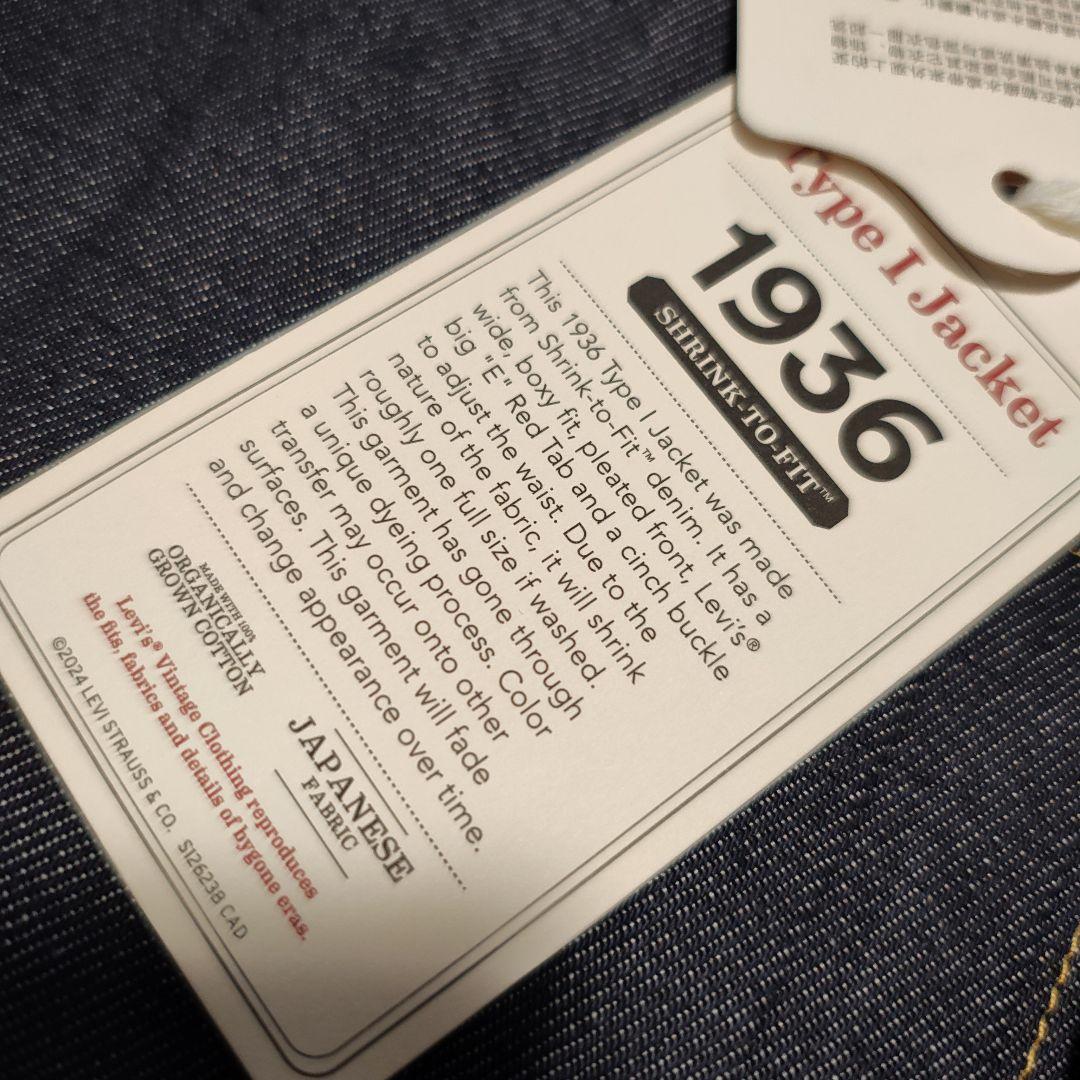 Type I Jacket
1936
SHRINK-TO-FIT™
This 1936 Type I Jacket was made
from Shrink-to-Fit™ denim. It has a
wide, boxy fit, pleated front, Levi's®
big "E" Red Tab and a cinch buckle
to adjust the waist. Due to the
nature of the fabric, it will shrink
roughly one full size if washed.
This garment has gone through
a unique dyeing process. Color
transfer may occur onto other
surfaces. This garment will fade
and change appearance over time.
MADE WITH 100%
ORGANICALLY
GROWN COTTON
JAPANESE
FABRIC
Levi's® Vintage Clothing reproduces
the fits, fabrics and details of bygone eras.
©2024 LEVI STRAUSS & CO. S126238 CAD